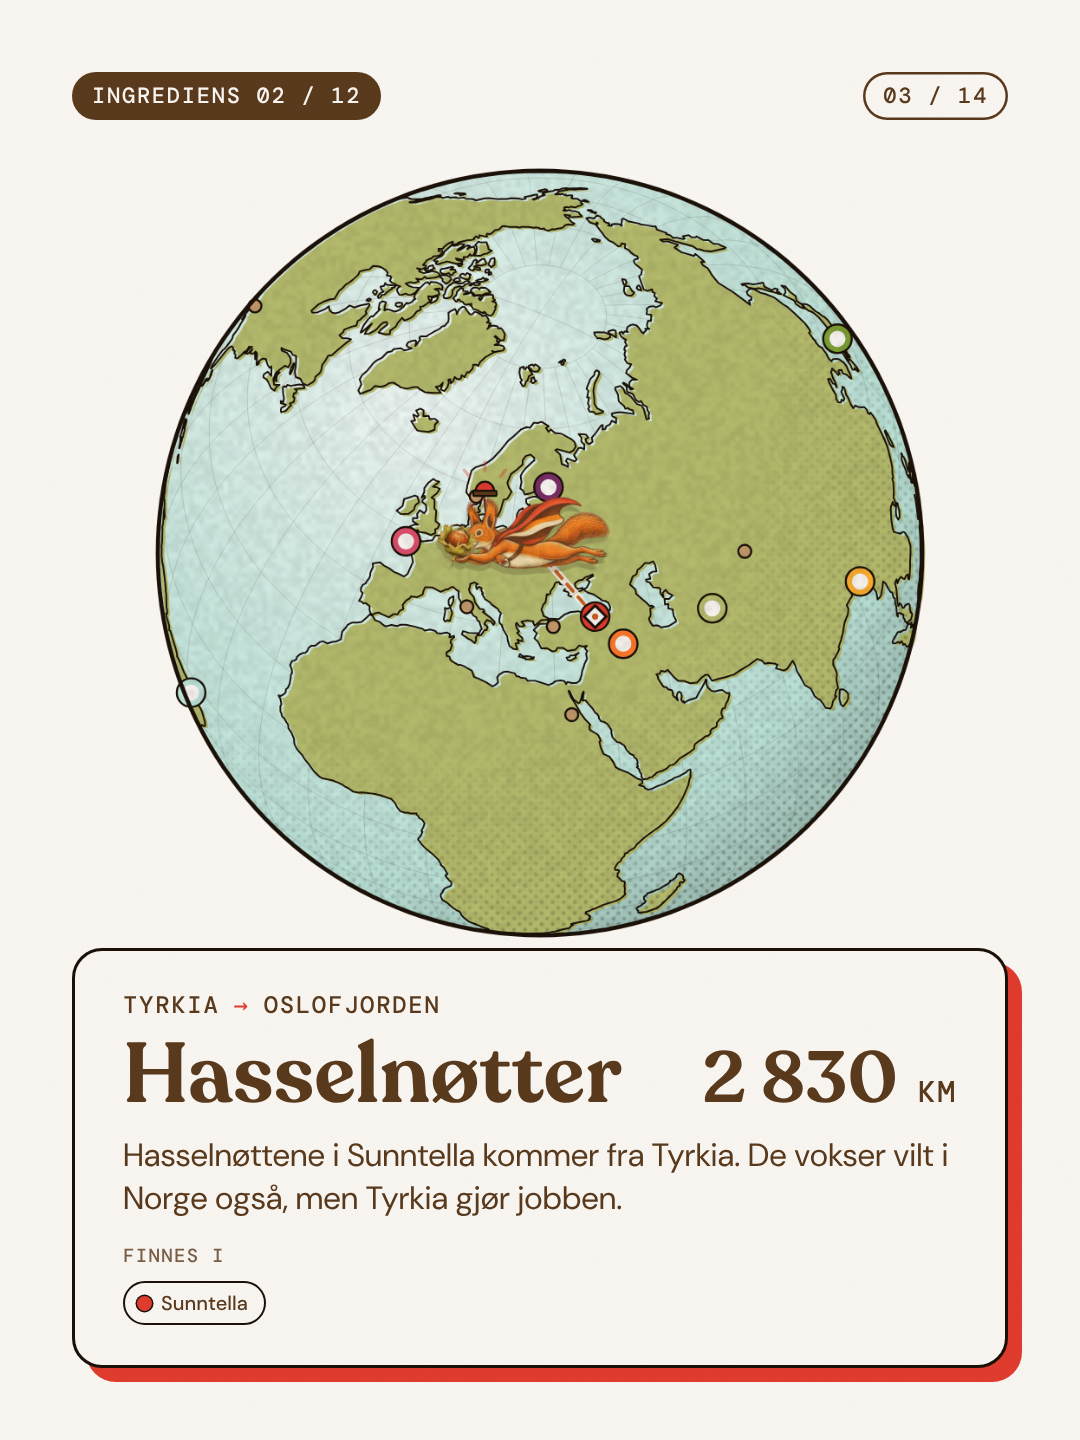 INGREDIENS 02 / 12
03 / 14
TYRKIA → OSLOFJORDEN
Hasselnøtter 2 830 KM
Hasselnøttene i Sunntella kommer fra Tyrkia. De vokser vilt i
Norge også, men Tyrkia gjør jobben.
FINNES I
Sunntella